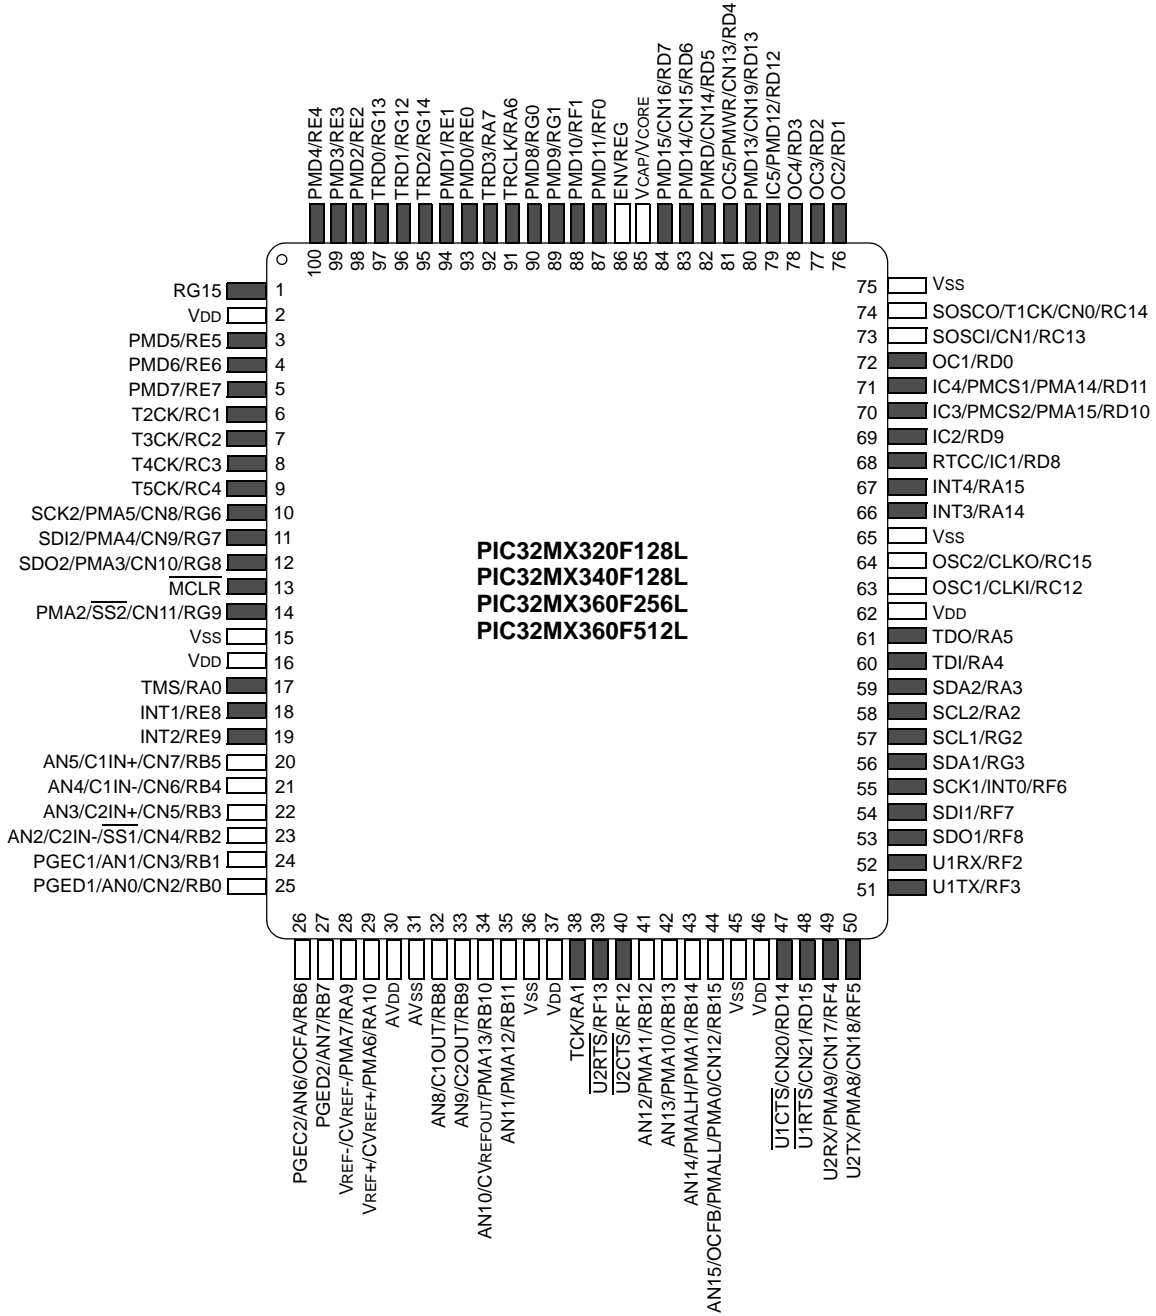 PMD4/RE4
PMD3/RE3
PMD2/RE2
TRD0/RG13
TRD1/RG12
TRD2/RG14
PMD1/RE1
PMD0/RE0
TRD3/RA7
TRCLK/RA6
PMD8/RG0
PMD9/RG1
PMD10/RF1
PMD11/RF0
ENVREG
VCAP/VCORE
PMD15/CN16/RD7
PMD14/CN15/RD6
PMRD/CN14/RD5
OC5/PMWR/CN13/RD4
PMD13/CN19/RD13
IC5/PMD12/RD12
OC4/RD3
OC3/RD2
OC2/RD1
100
99
98
97
96
95
94
93
92
91
90
89
88
87
86
85
84
83
82
81
80
79
78
77
76
RG15 1
VDD 2
PMD5/RE5 3
PMD6/RE6 4
PMD7/RE7 5
T2CK/RC1 6
T3CK/RC2 7
T4CK/RC3 8
T5CK/RC4 9
SCK2/PMA5/CN8/RG6 10
SDI2/PMA4/CN9/RG7 11
SDO2/PMA3/CN10/RG8 12
MCLR 13
PMA2/SS2/CN11/RG9 14
VSS 15
VDD 16
TMS/RA0 17
INT1/RE8 18
INT2/RE9 19
AN5/C1IN+/CN7/RB5 20
AN4/C1IN-/CN6/RB4 21
AN3/C2IN+/CN5/RB3 22
AN2/C2IN-/SS1/CN4/RB2 23
PGEC1/AN1/CN3/RB1 24
PGED1/AN0/CN2/RB0 25
PIC32MX320F128L
PIC32MX340F128L
PIC32MX360F256L
PIC32MX360F512L
75 VSS
74 SOSCO/T1CK/CN0/RC14
73 SOSCI/CN1/RC13
72 OC1/RD0
71 IC4/PMCS1/PMA14/RD11
70 IC3/PMCS2/PMA15/RD10
69 IC2/RD9
68 RTCC/IC1/RD8
67 INT4/RA15
66 INT3/RA14
65 VSS
64 OSC2/CLKO/RC15
63 OSC1/CLKI/RC12
62 VDD
61 TDO/RA5
60 TDI/RA4
59 SDA2/RA3
58 SCL2/RA2
57 SCL1/RG2
56 SDA1/RG3
55 SCK1/INT0/RF6
54 SDI1/RF7
53 SDO1/RF8
52 U1RX/RF2
51 U1TX/RF3
26
27
28
29
30
31
32
33
34
35
36
37
38
39
40
41
42
43
44
45
46
47
48
49
50
PGEC2/AN6/OCFA/RB6
PGED2/AN7/RB7
VREF-/CVREF-/PMA7/RA9
VREF+/CVREF+/PMA6/RA10
AVDD
AVSS
AN8/C1OUT/RB8
AN9/C2OUT/RB9
AN10/CVREFOUT/PMA13/RB10
AN11/PMA12/RB11
VSS
VDD
TCK/RA1
U2RTS/RF13
U2CTS/RF12
AN12/PMA11/RB12
AN13/PMA10/RB13
AN14/PMALH/PMA1/RB14
AN15/OCFB/PMALL/PMA0/CN12/RB15
VSS
VDD
U1CTS/CN20/RD14
U1RTS/CN21/RD15
U2RX/PMA9/CN17/RF4
U2TX/PMA8/CN18/RF5